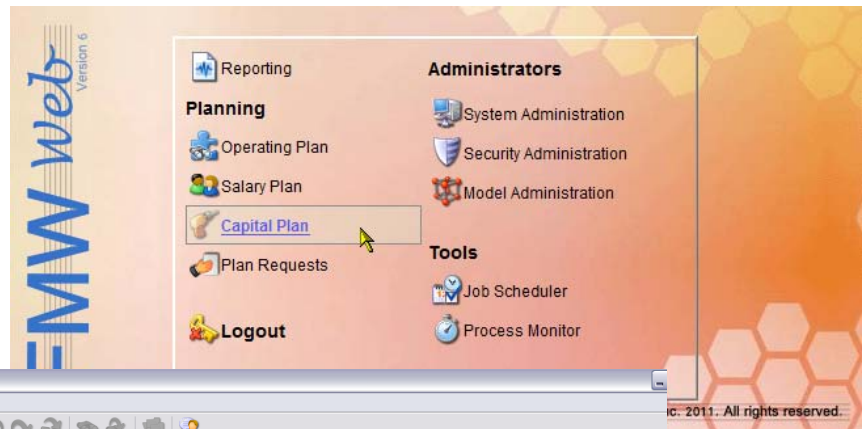 FMW web
Version 6
Reporting
Planning
Operating Plan
Salary Plan
Capital Plan
Plan Requests
Logout
Administrators
System Administration
Security Administration
Model Administration
Tools
Job Scheduler
Process Monitor
2011. All rights reserved.